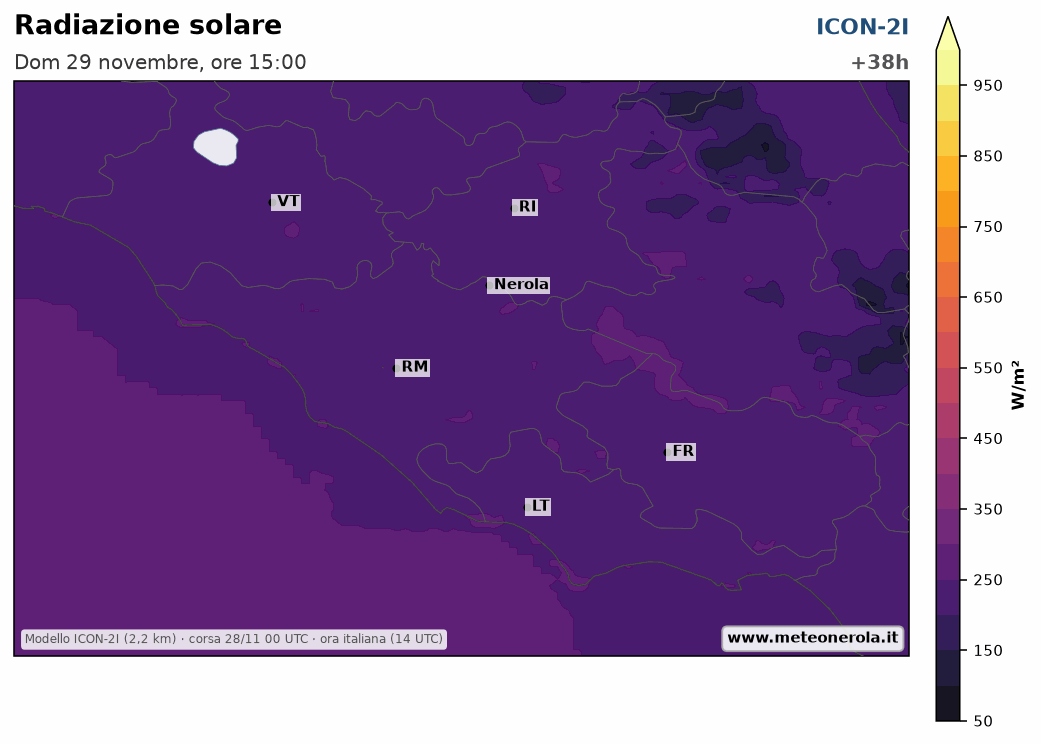 Radiazione solare
ICON-2I
Dom 29 novembre, ore 15:00
+38h
VT
RI
Nerola
RM
FR
LT
950
850
750
650
550
450
350
250
150
50
W/m²
Modello ICON-2I (2,2 km) · corsa 28/11 00 UTC · ora italiana (14 UTC)
www.meteonerola.it